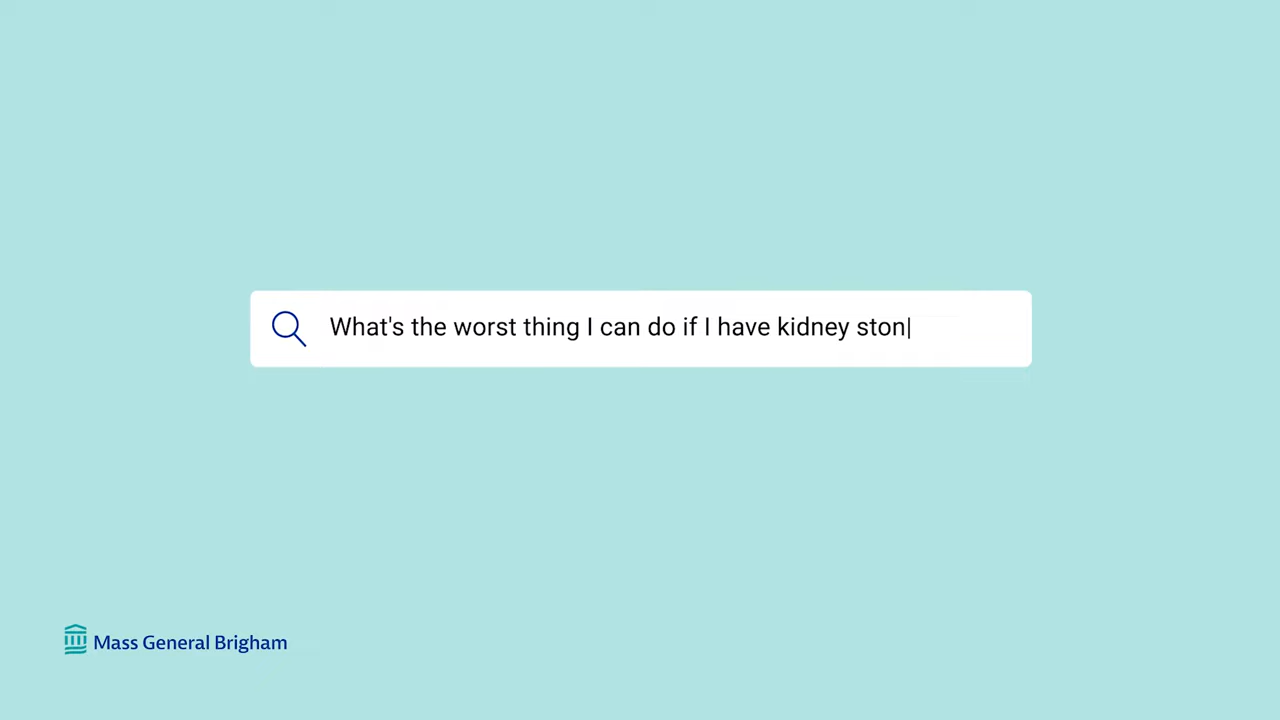 What's the worst thing I can do if I have kidney ston
Mass General Brigham